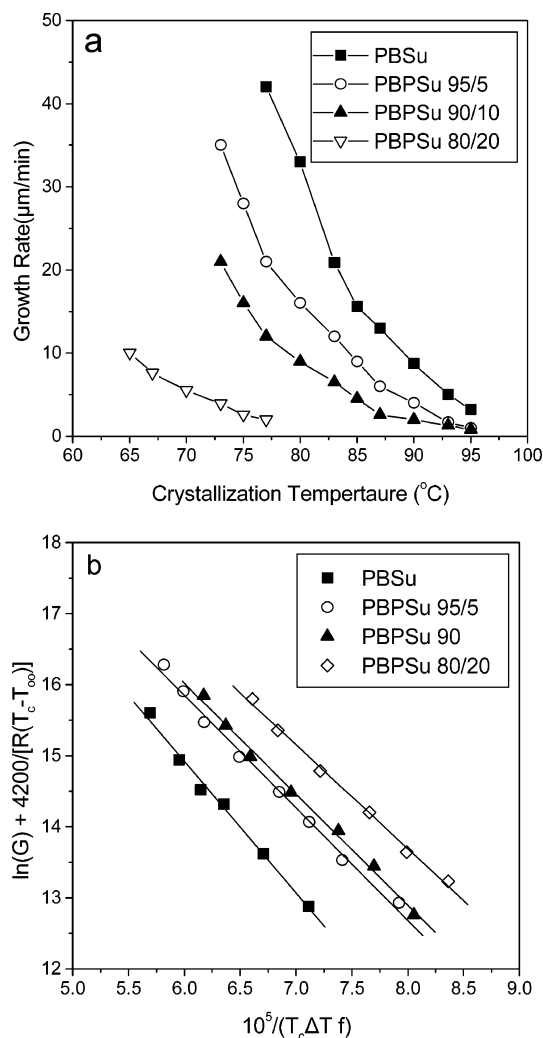 a
PBSu
PBPSu 95/5
PBPSu 90/10
PBPSu 80/20
Growth Rate(μm/min)
50
40
30
20
10
0
60 65 70 75 80 85 90 95 100
Crystallization Tempertaure (°C)
b
PBSu
PBPSu 95/5
PBPSu 90
PBPSu 80/20
ln(G) + 4200/[R(Tc-Too)]
18
17
16
15
14
13
12
5.0 5.5 6.0 6.5 7.0 7.5 8.0 8.5 9.0
10⁵/(TcΔT f)